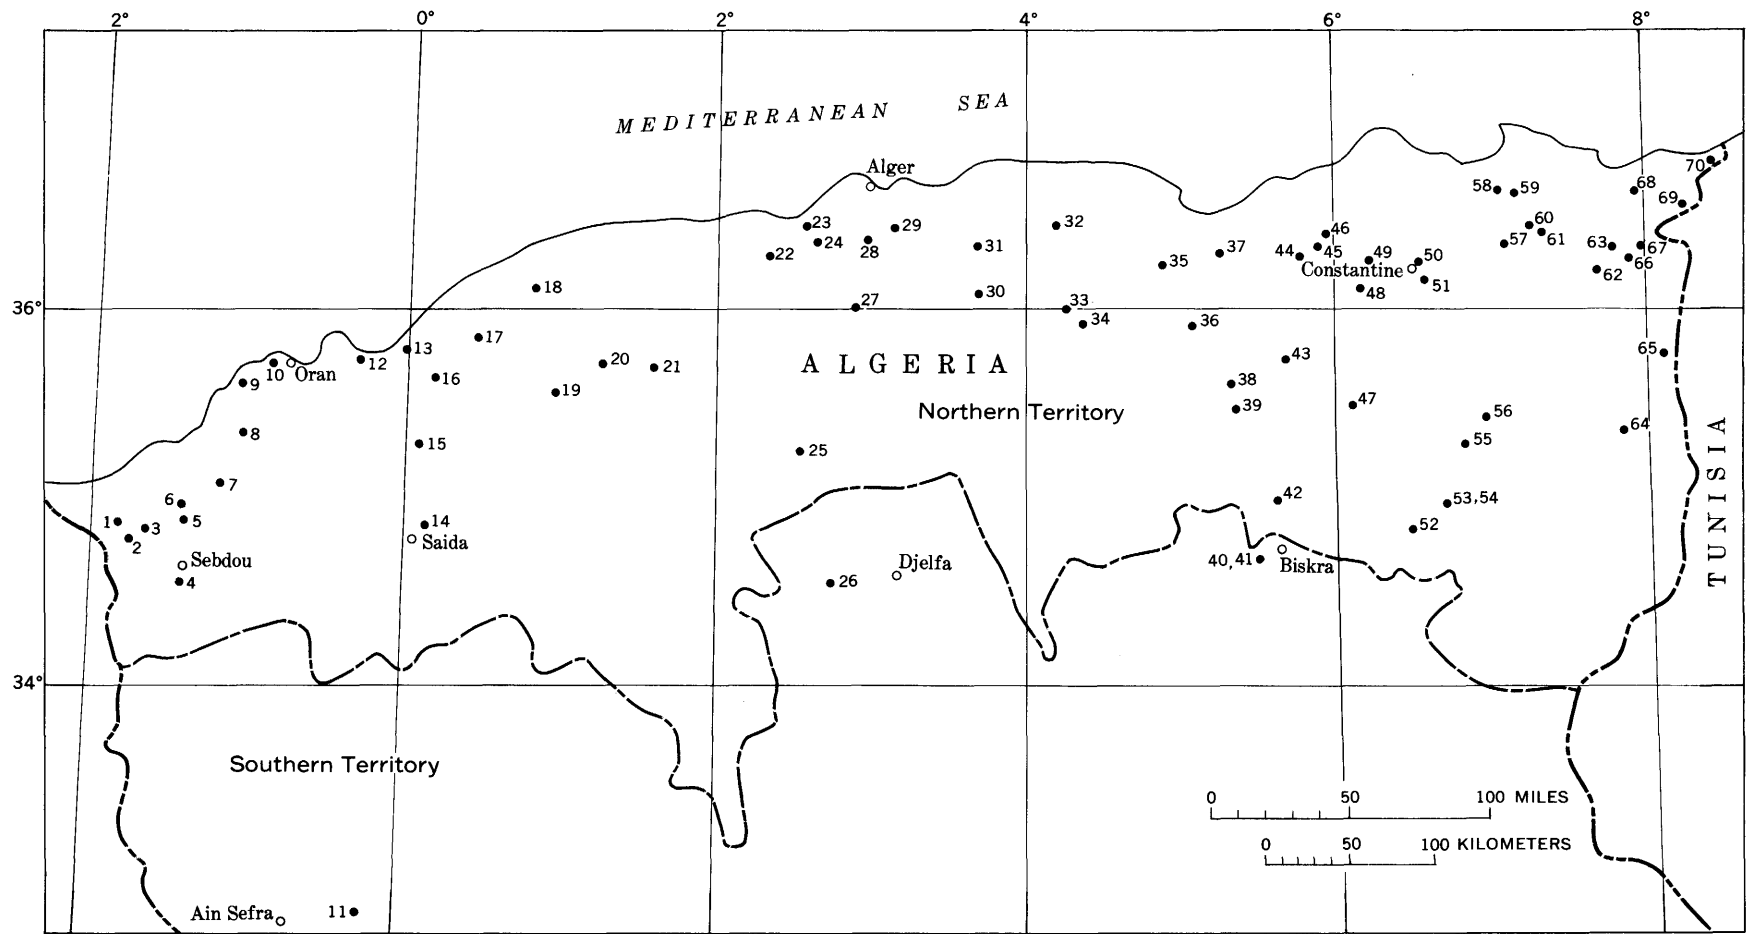 2° 0° 2° 4° 6° 8°
MEDITERRANEAN SEA
Alger
70
58 59 68
69
23 29 32 46 60
22 24 28 31 35 37 44 45 49 50 57 61 63 67
Constantine
66
62
18 27 30 48 51
36° 33
34 36
17
13 ALGERIA 43 65
10 Oran 12 20 21
9 16 19 38
Northern Territory
39 47 56
8 15 55 64
25
TUNISIA
7
6 42 53,54
1 3 5 14 52
2 Saida
Sebdou Djelfa 40,41 Biskra
4 26
34°
Southern Territory
0 50 100 MILES
0 50 100 KILOMETERS
Ain Sefra 11